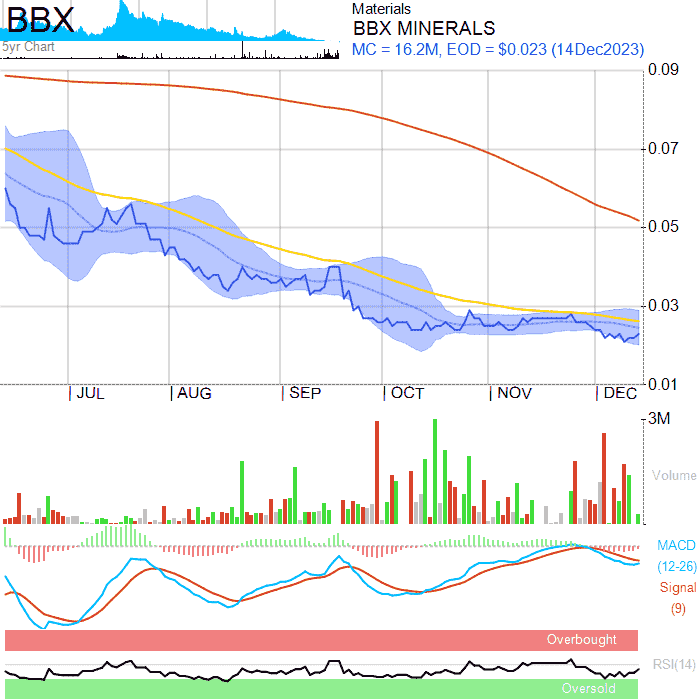 BBX
5yr Chart
Materials
BBX MINERALS
MC = 16.2M, EOD = $0.023 (14Dec2023)
0.09
0.07
0.05
0.03
0.01
JUL AUG SEP OCT NOV DEC
3M
Volume
MACD
(12-26)
Signal
(9)
Overbought
RSI(14)
Oversold